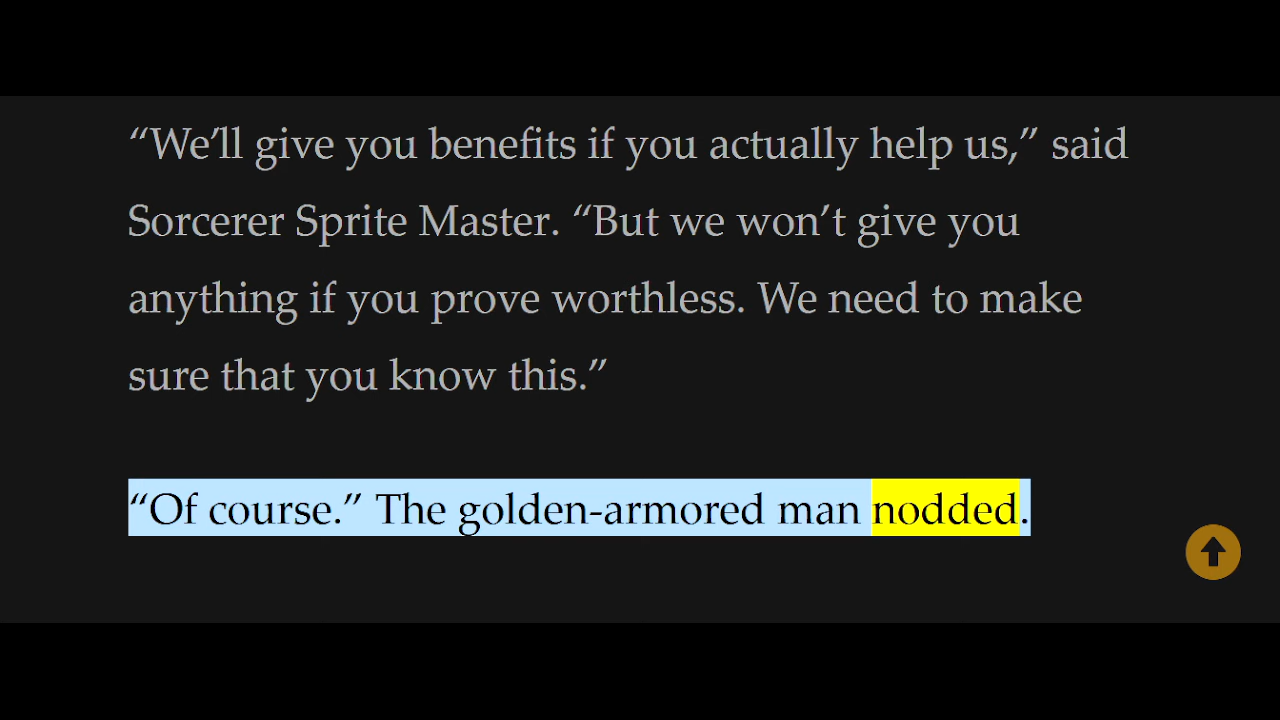 “We’ll give you benefits if you actually help us,” said
Sorcerer Sprite Master. “But we won’t give you
anything if you prove worthless. We need to make
sure that you know this.”
“Of course.” The golden-armored man nodded.